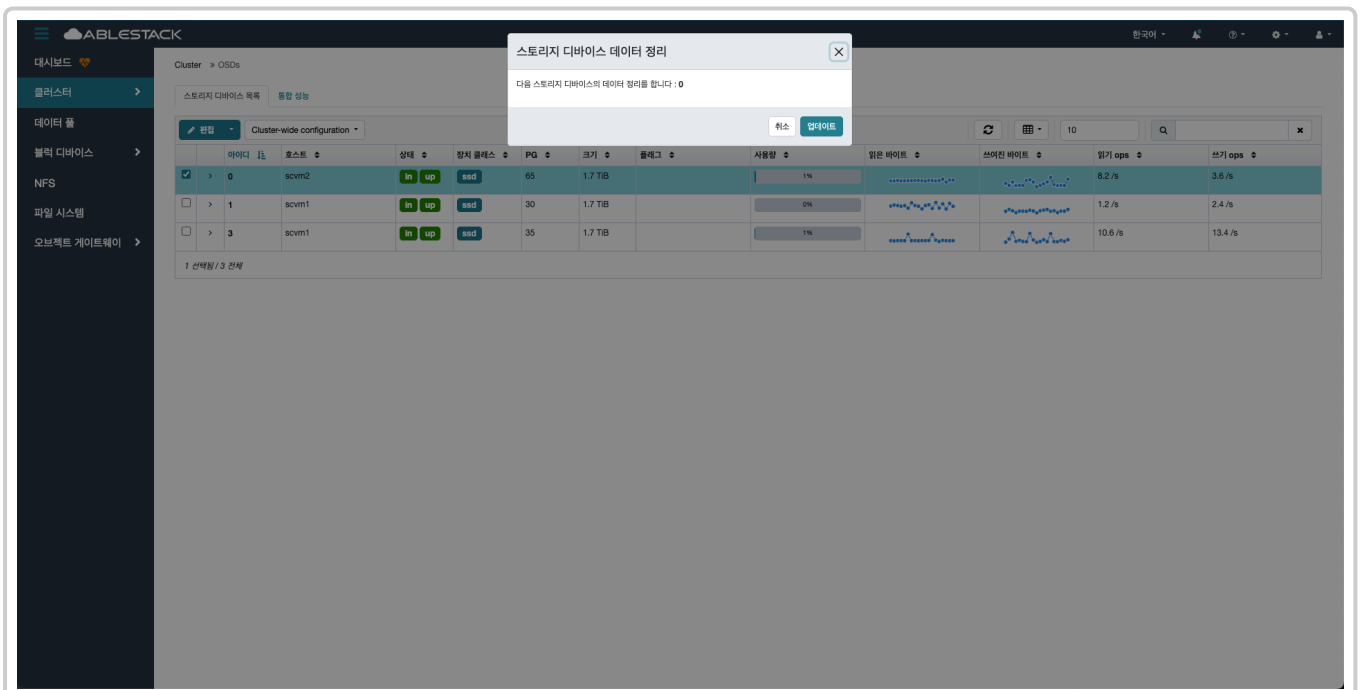 ABLESTACK
한국어
대시보드
클러스터
데이터 풀
블럭 디바이스
NFS
파일 시스템
오브젝트 게이트웨이
Cluster » OSDs
스토리지 디바이스 목록 통합 성능
편집 Cluster-wide configuration 10
스토리지 디바이스 데이터 정리
다음 스토리지 디바이스의 데이터 정리를 합니다 : 0
취소 업데이트
아이디 호스트 상태 장치 클래스 PG 크기 플래그 사용량 읽은 바이트 쓰여진 바이트 읽기 ops 쓰기 ops
0 scvm2 in up ssd 65 1.7 TiB 1% 8.2 /s 3.6 /s
1 scvm1 in up ssd 30 1.7 TiB 0% 1.2 /s 2.4 /s
3 scvm1 in up ssd 35 1.7 TiB 1% 10.6 /s 13.4 /s
1 선택됨 / 3 전체